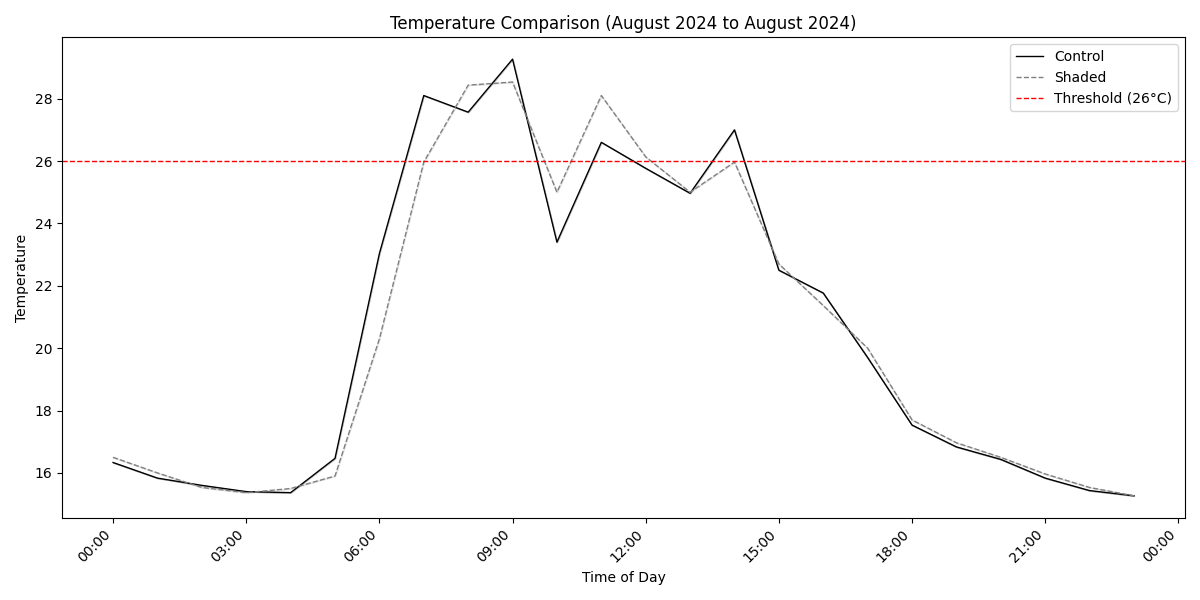 Temperature Comparison (August 2024 to August 2024)
Control
Shaded
Threshold (26°C)
28
26
24
22
20
18
16
Temperature
00:00
03:00
06:00
09:00
12:00
15:00
18:00
21:00
00:00
Time of Day